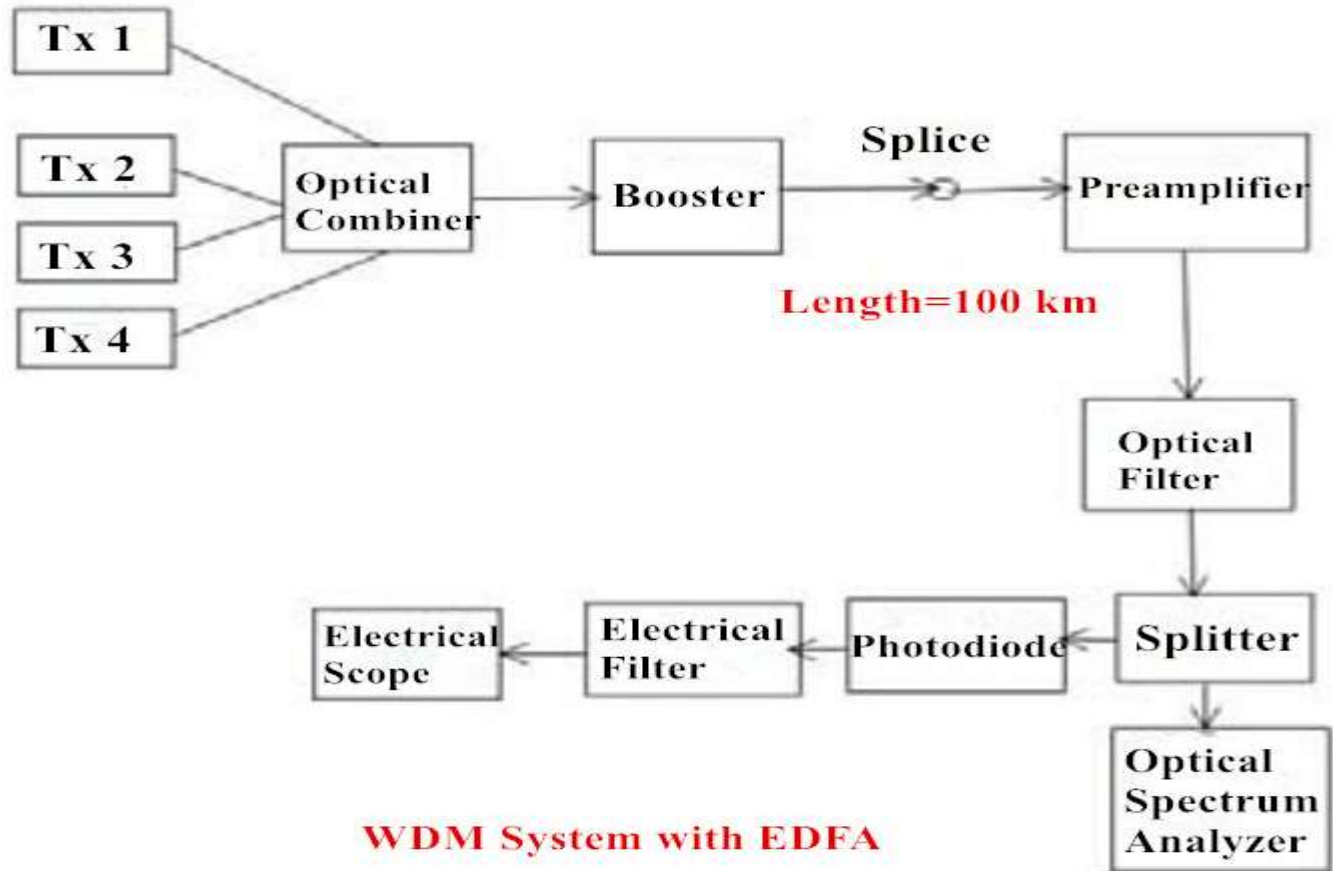 Tx 1
Tx 2
Tx 3
Tx 4
Optical
Combiner
Booster
Splice
Preamplifier
Length=100 km
Optical
Filter
Splitter
Photodiode
Electrical
Filter
Electrical
Scope
Optical
Spectrum
Analyzer
WDM System with EDFA